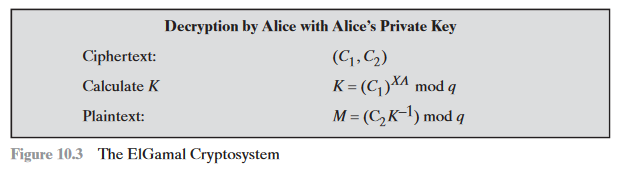 Decryption by Alice with Alice's Private Key
Ciphertext: (C₁, C₂)
Calculate K K = (C₁)^XA mod q
Plaintext: M = (C₂K⁻¹) mod q
Figure 10.3 The ElGamal Cryptosystem